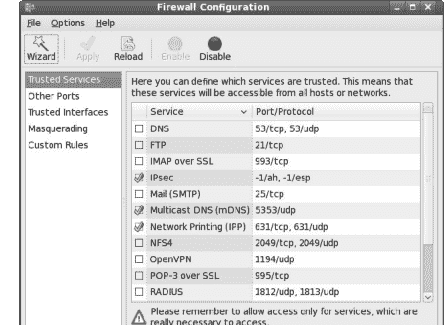 Firewall Configuration
File Options Help
Wizard Apply Reload Enable Disable
Trusted Services
Other Ports
Trusted Interfaces
Masquerading
Custom Rules
Here you can define which services are trusted. This means that
these services will be accessble from all hosts or networks.
Service Port/Protocol
DNS 53/tcp, 53/udp
FTP 21/tcp
IMAP over SSL 993/tcp
IPsec -1/ah, -1/esp
Mail (SMTP) 25/tcp
Multicast DNS (mDNS) 5353/udp
Network Printing (IPP) 631/tcp, 631/udp
NFS4 2049/tcp, 2049/udp
OpenVPN 1194/udp
POP-3 over SSL 995/tcp
RADIUS 1812/udp, 1813/udp
Please remember to allow access only for services, which are
really necessary to access.